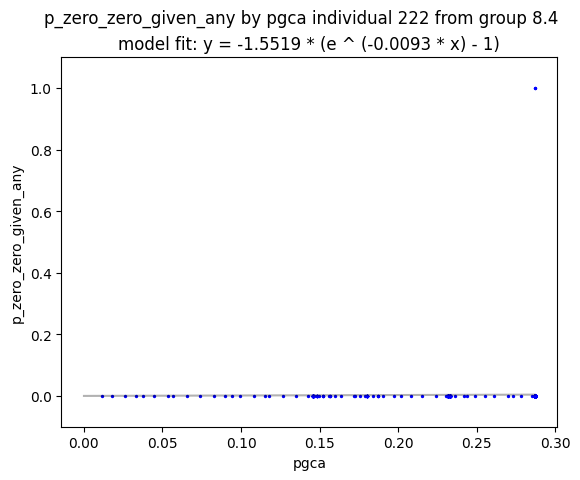 p_zero_zero_given_any by pgca individual 222 from group 8.4
model fit: y = -1.5519 * (e ^ (-0.0093 * x) - 1)
1.0
0.8
0.6
0.4
0.2
0.0
p_zero_zero_given_any
0.00 0.05 0.10 0.15 0.20 0.25 0.30
pgca